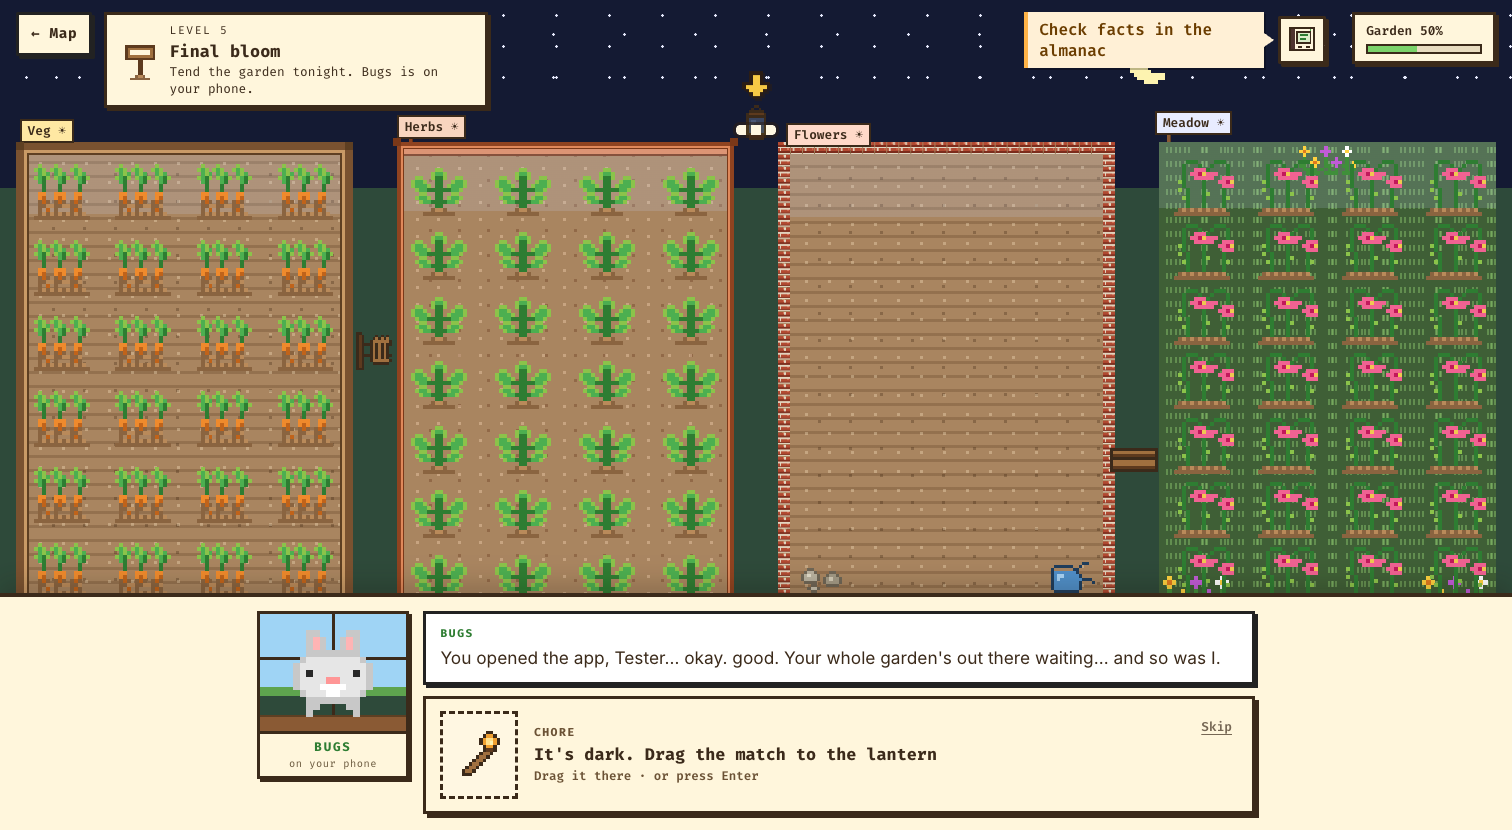 ← Map
LEVEL 5
Final bloom
Tend the garden tonight. Bugs is on
your phone.
Check facts in the
almanac
Garden 50%
Veg ☀
Herbs ☀
Flowers ☀
Meadow ☀
BUGS
on your phone
BUGS
You opened the app, Tester... okay. good. Your whole garden's out there waiting... and so was I.
CHORE
It's dark. Drag the match to the lantern
Drag it there · or press Enter
Skip